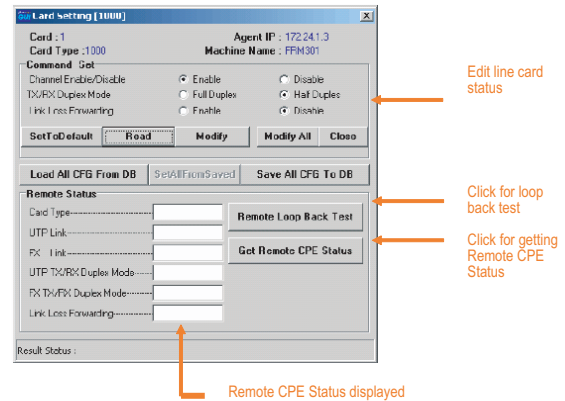 Card Setting [1000]
Card : 1
Agent IP : 172.24.1.3
Card Type :1000
Machine Name : FRM301
Command Set
Channel Enable/Disable
Enable
Disable
TX/RX Duplex Mode
Full Duplex
Half Duplex
Link Loss Forwarding
Enable
Disable
SetToDefault
Read
Modify
Modify All
Close
Load All CFG From DB
SetAllFromSaved
Save All CFG To DB
Remote Status
Card Type
Remote Loop Back Test
UTP Link
FX Link
Get Remote CPE Status
UTP TX/RX Duplex Mode
FX TX/RX Duplex Mode
Link Loss Forwarding
Result Status :
Edit line card
status
Click for loop
back test
Click for getting
Remote CPE
Status
Remote CPE Status displayed